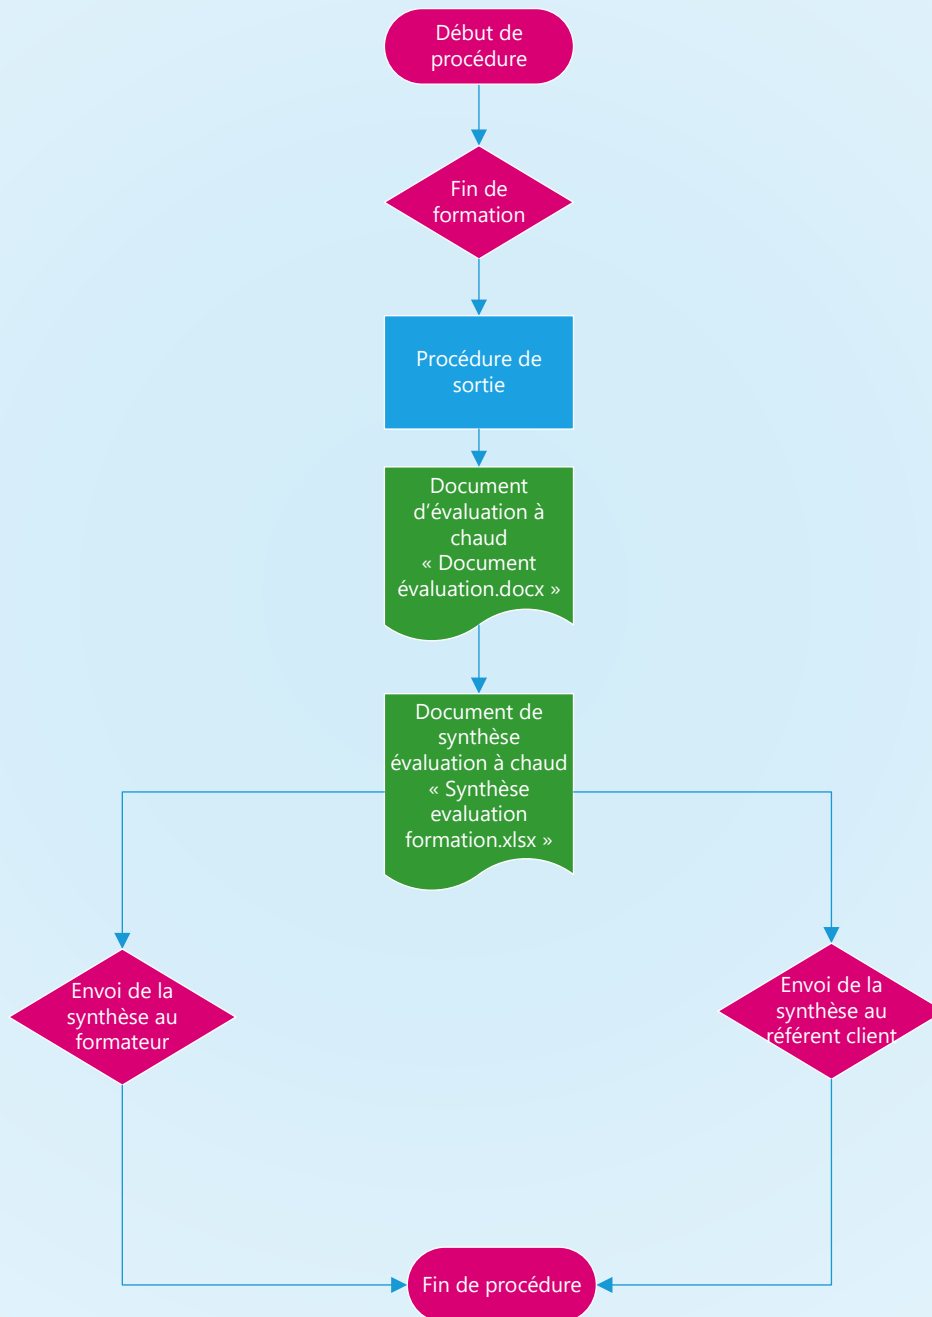 Début de
procédure
Fin de
formation
Procédure de
sortie
Document
d'évaluation à
chaud
« Document
évaluation.docx »
Document de
synthèse
évaluation à chaud
« Synthèse
evaluation
formation.xlsx »
Envoi de la
synthèse au
formateur
Envoi de la
synthèse au
référent client
Fin de procédure